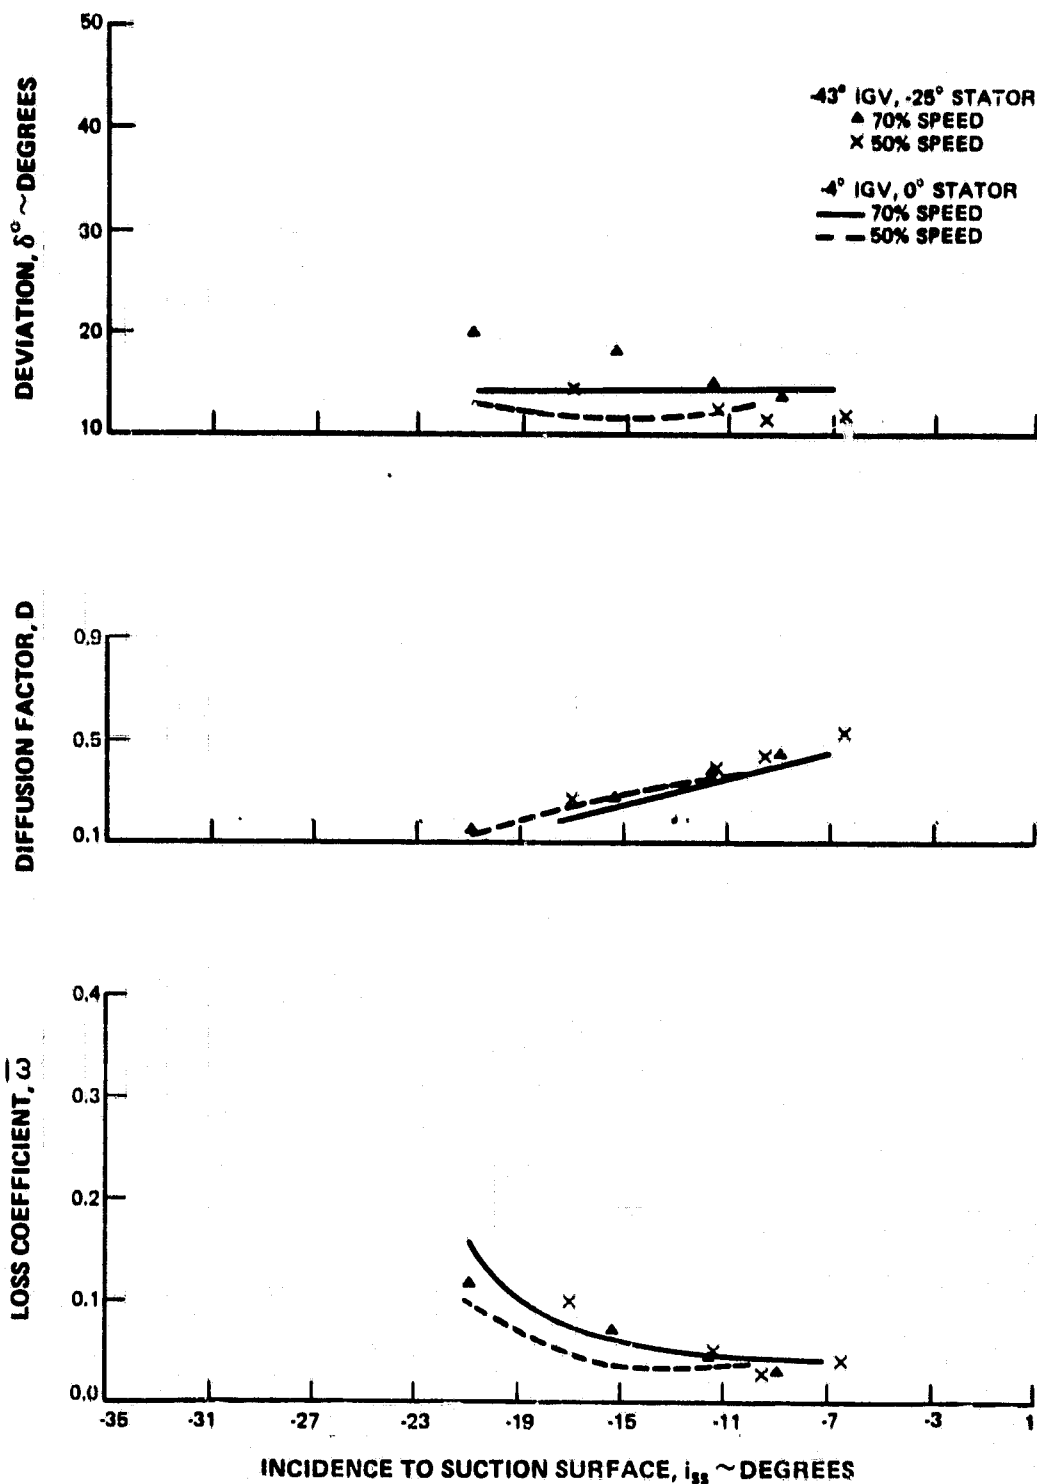 50
40
30
20
10
DEVIATION, δ° ~ DEGREES
-43° IGV, -25° STATOR
▲ 70% SPEED
× 50% SPEED
-4° IGV, 0° STATOR
70% SPEED
50% SPEED
0.9
0.5
0.1
DIFFUSION FACTOR, D
0.4
0.3
0.2
0.1
0.0
LOSS COEFFICIENT, ω̅
-35 -31 -27 -23 -19 -15 -11 -7 -3 1
INCIDENCE TO SUCTION SURFACE, iss ~ DEGREES